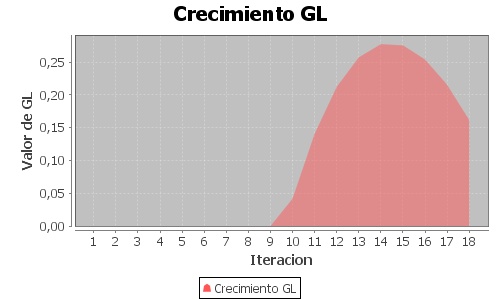 Crecimiento GL
Valor de GL
0,25
0,20
0,15
0,10
0,05
0,00
1 2 3 4 5 6 7 8 9 10 11 12 13 14 15 16 17 18
Iteracion
Crecimiento GL